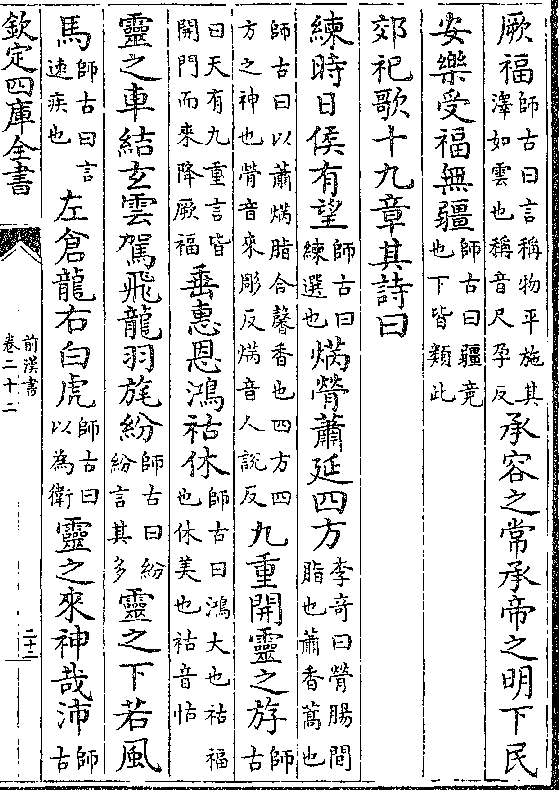 厥福師古曰言稱物平施其澤如雲也稱音尺孕反承容之常承帝之明下民
安樂受福無疆師古曰疆竟也下皆類此
郊祀歌十九章其詩曰
練時日侯有望師古曰練選也焫膋蕭延四方李奇曰膋腸間脂也蕭香蒿也
師古曰以蕭焫脂合馨香也四方四方之神也膋音來彫反焫音人說反九重開靈之斿師古
曰天有九重言皆開門而來降厥福垂惠恩鴻祜休師古曰鴻大也祜福也休美也祜音怙
靈之車結玄雲駕飛龍羽旄紛師古曰紛紛言其多靈之下若風
馬師古曰言速疾也左倉龍右白虎師古曰以為衛靈之來神哉沛師古
欽定四庫全書
前漢書
卷二十二
二十二